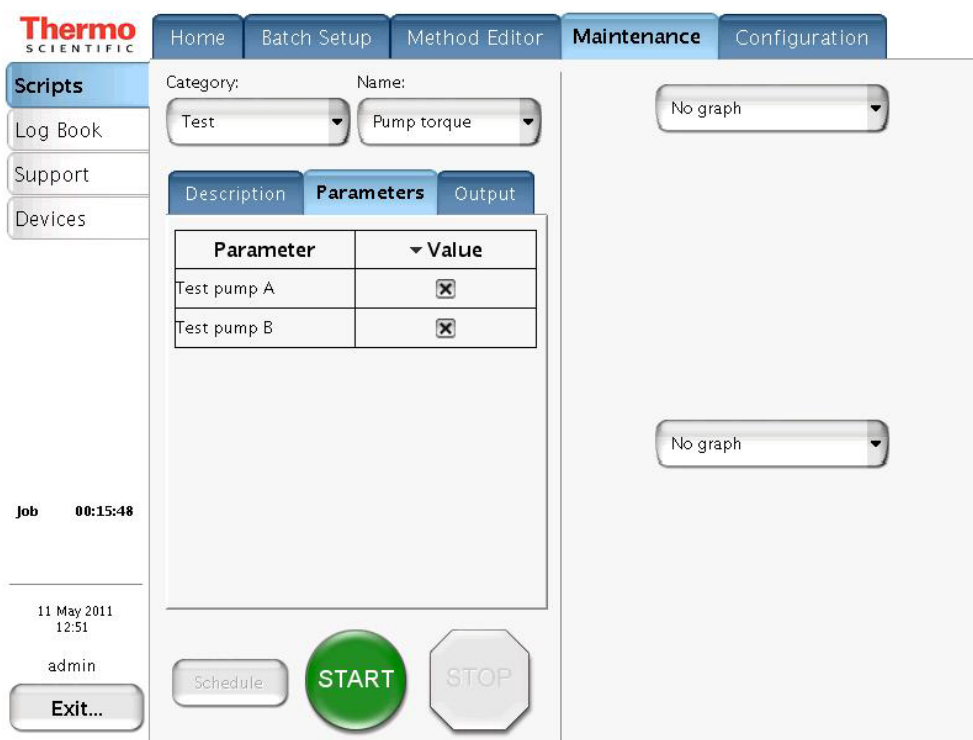 Thermo
SCIENTIFIC
Home Batch Setup Method Editor Maintenance Configuration
Scripts
Log Book
Support
Devices
Category: Name:
Test Pump torque
No graph
Description Parameters Output
Parameter Value
Test pump A
Test pump B
No graph
Job 00:15:48
11 May 2011
12:51
admin
Exit...
Schedule START STOP